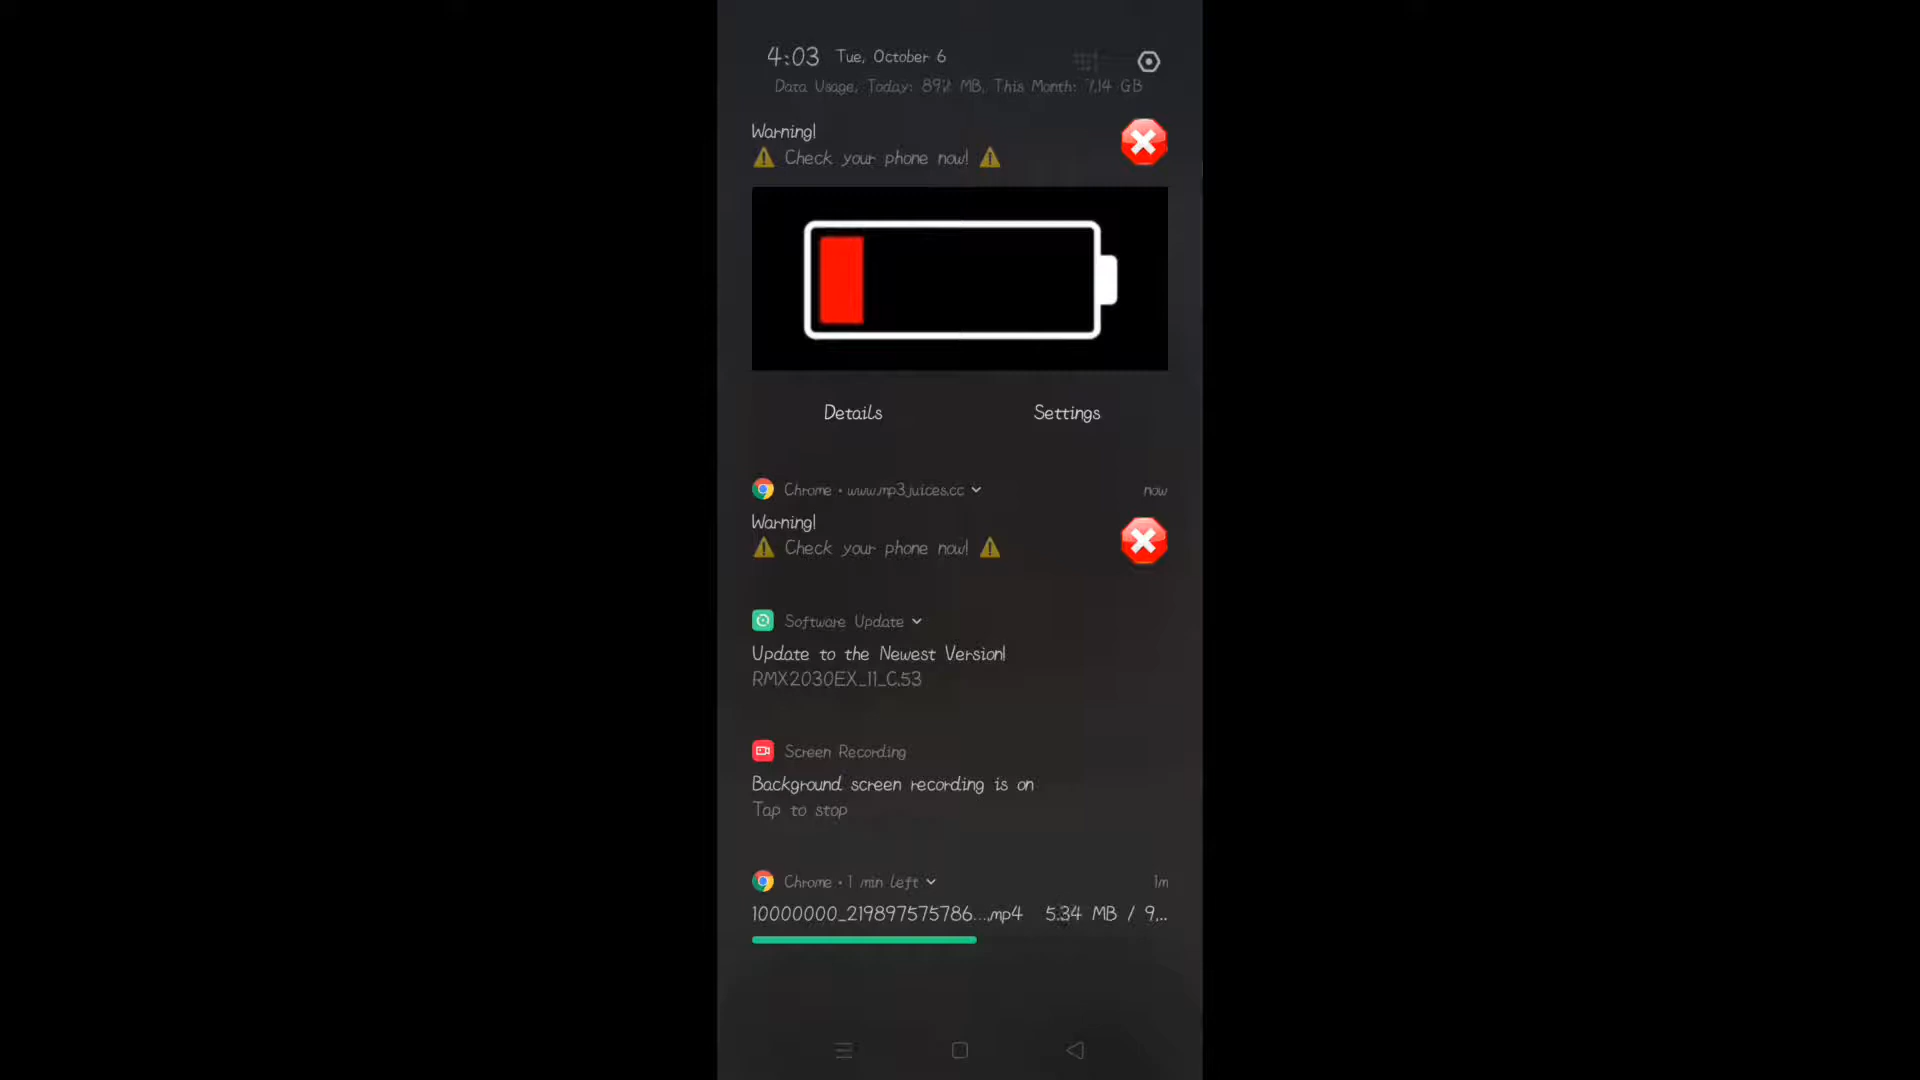 4:03 Tue, October 6
Data Usage, Today: MB, This Month: 7.14 GB
Warning!
Check your phone now!
Details Settings
Chrome • www.mp3juices.cc now
Warning!
Check your phone now!
Software Update
Update to the Newest Version!
RMX2030EX_11_C.53
Screen Recording
Background screen recording is on
Tap to stop
Chrome • 1 min left 1m
10000000_219897575786....mp4 5.34 MB / 9,..